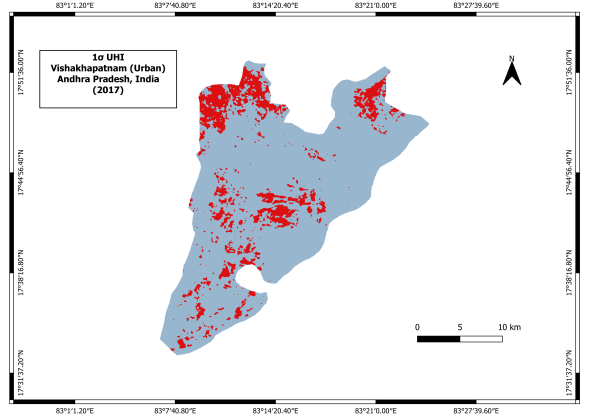 83°1'1.20"E 83°7'40.80"E 83°14'20.40"E 83°21'0.00"E 83°27'39.60"E
1σ UHI
Vishakhapatnam (Urban)
Andhra Pradesh, India
(2017)
N
17°51'36.00"N 17°51'36.00"N
17°44'56.40"N 17°44'56.40"N
17°38'16.80"N 17°38'16.80"N
0 5 10 km
17°31'37.20"N 17°31'37.20"N
83°1'1.20"E 83°7'40.80"E 83°14'20.40"E 83°21'0.00"E 83°27'39.60"E